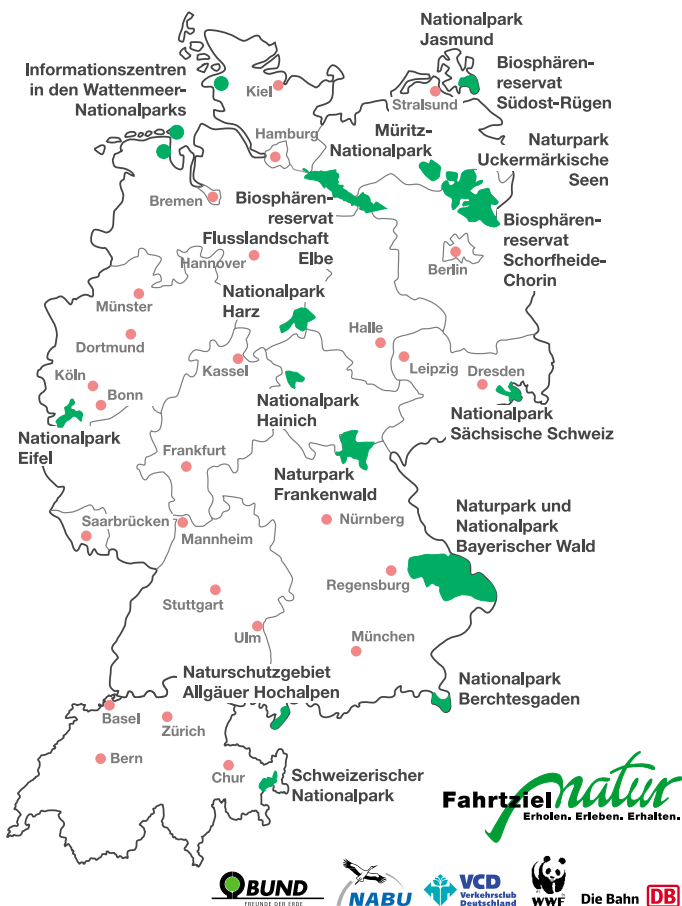 Nationalpark
Jasmund
Biosphären-
reservat
Südost-Rügen
Informationszentren
in den Wattenmeer-
Nationalparks
Kiel
Stralsund
Hamburg
Müritz-
Nationalpark
Naturpark
Uckermärkische
Seen
Bremen
Biosphären-
reservat
Flusslandschaft
Elbe
Biosphären-
reservat
Schorfheide-
Chorin
Hannover
Berlin
Nationalpark
Harz
Münster
Dortmund
Halle
Leipzig
Dresden
Kassel
Köln
Bonn
Nationalpark
Hainich
Nationalpark
Sächsische Schweiz
Nationalpark
Eifel
Frankfurt
Naturpark
Frankenwald
Naturpark und
Nationalpark
Bayerischer Wald
Saarbrücken
Mannheim
Nürnberg
Regensburg
Stuttgart
Ulm
München
Naturschutzgebiet
Allgäuer Hochalpen
Nationalpark
Berchtesgaden
Basel
Zürich
Bern
Chur
Schweizerischer
Nationalpark
Fahrtziel natur
Erholen. Erleben. Erhalten.
BUND
FREUNDE DER ERDE
NABU
VCD
Verkehrsclub
Deutschland
WWF
Die Bahn DB